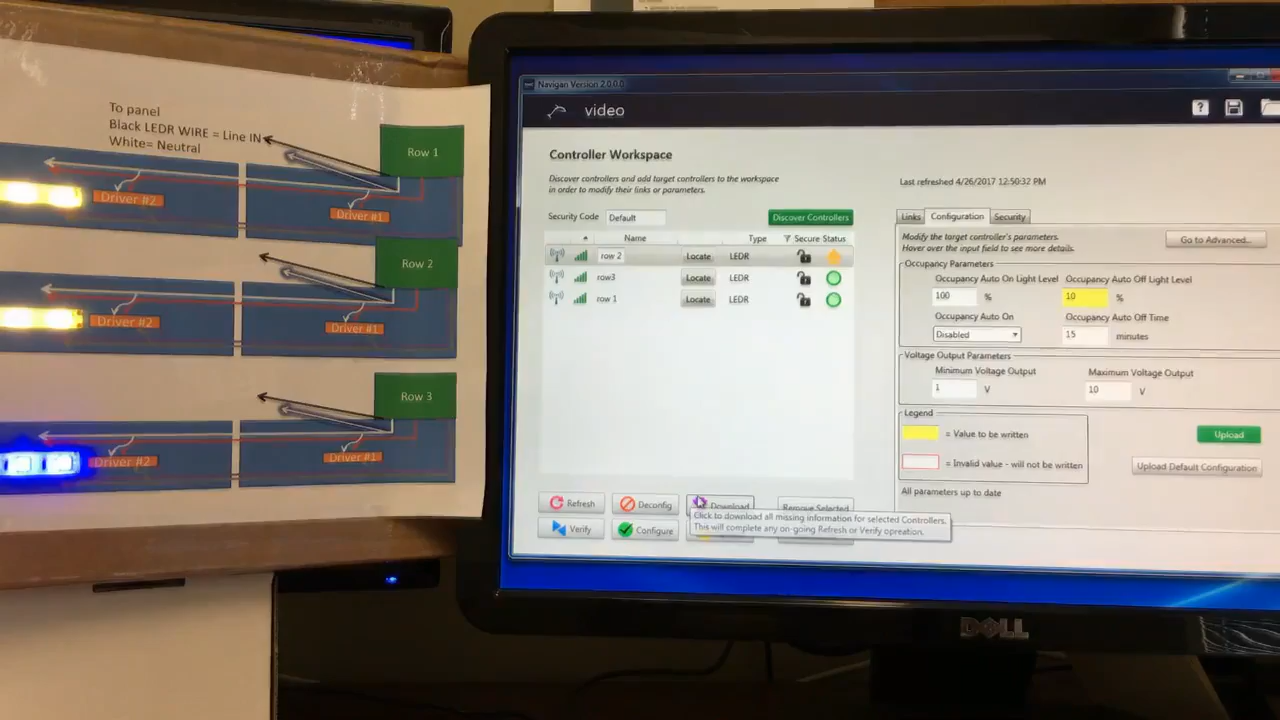 To panel
Black LEDR WIRE = Line IN
White= Neutral
Row 1
Driver #2
Driver #1
Row 2
Driver #2
Driver #1
Row 3
Driver #2
Driver #1
Navigan Version 2.0.0.0
video
?
Controller Workspace
Discover controllers and add target controllers to the workspace
in order to modify their links or parameters.
Last refreshed 4/26/2017 12:50:32 PM
Security Code Default Discover Controllers
Name Type Secure Status
row 2 Locate LEDR
row3 Locate LEDR
row 1 Locate LEDR
Links Configuration Security
Modify the target controller's parameters.
Hover over the input field to see more details.
Go to Advanced...
Occupancy Parameters
Occupancy Auto On Light Level Occupancy Auto Off Light Level
100 % 10 %
Occupancy Auto On Occupancy Auto Off Time
Disabled 15 minutes
Voltage Output Parameters
Minimum Voltage Output Maximum Voltage Output
1 V 10 V
Legend
= Value to be written
= Invalid value - will not be written
Upload
Upload Default Configuration
All parameters up to date
Refresh Deconfig Download Remove Selected
Click to download all missing information for selected Controllers.
This will complete any on-going Refresh or Verify opreation.
Verify Configure
DELL